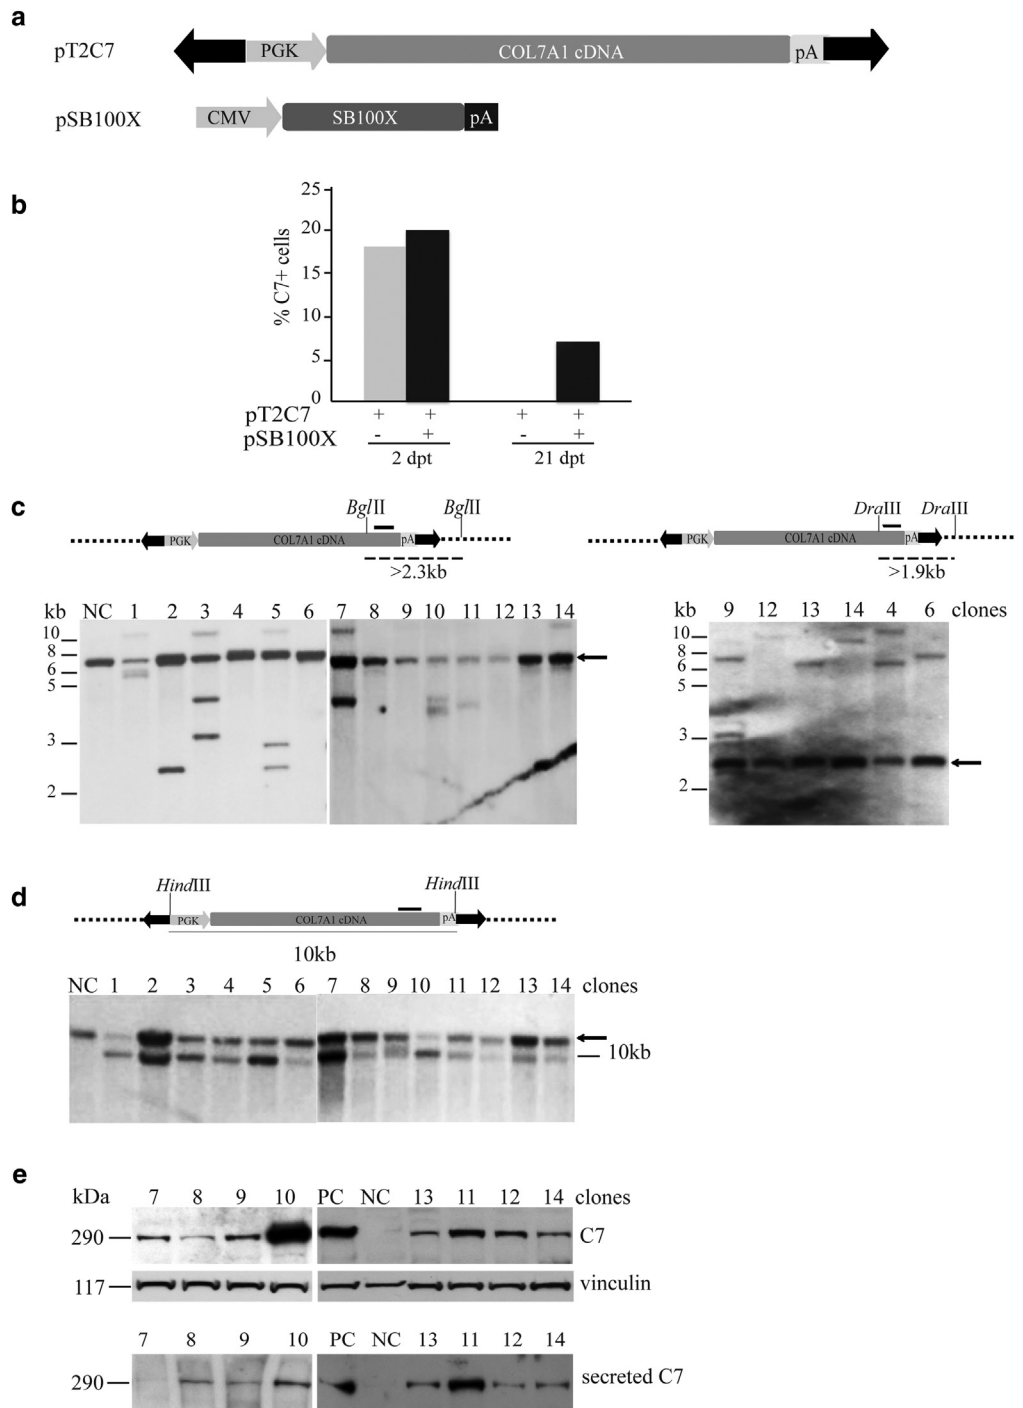 a
pT2C7 PGK COL7A1 cDNA pA
pSB100X CMV SB100X pA
b
% C7+ cells
25
20
15
10
5
0
pT2C7 + + + +
pSB100X - + - +
2 dpt 21 dpt
c
BglII BglII DraIII DraIII
PGK COL7A1 cDNA pA PGK COL7A1 cDNA pA
>2.3kb >1.9kb
kb NC 1 2 3 4 5 6 7 8 9 10 11 12 13 14 kb 9 12 13 14 4 6 clones
10 10
8 8
6 6
5 5
3 3
2 2
d
HindIII HindIII
PGK COL7A1 cDNA pA
10kb
NC 1 2 3 4 5 6 7 8 9 10 11 12 13 14 clones
10kb
e
kDa 7 8 9 10 PC NC 13 11 12 14 clones
290 C7
117 vinculin
7 8 9 10 PC NC 13 11 12 14
290 secreted C7